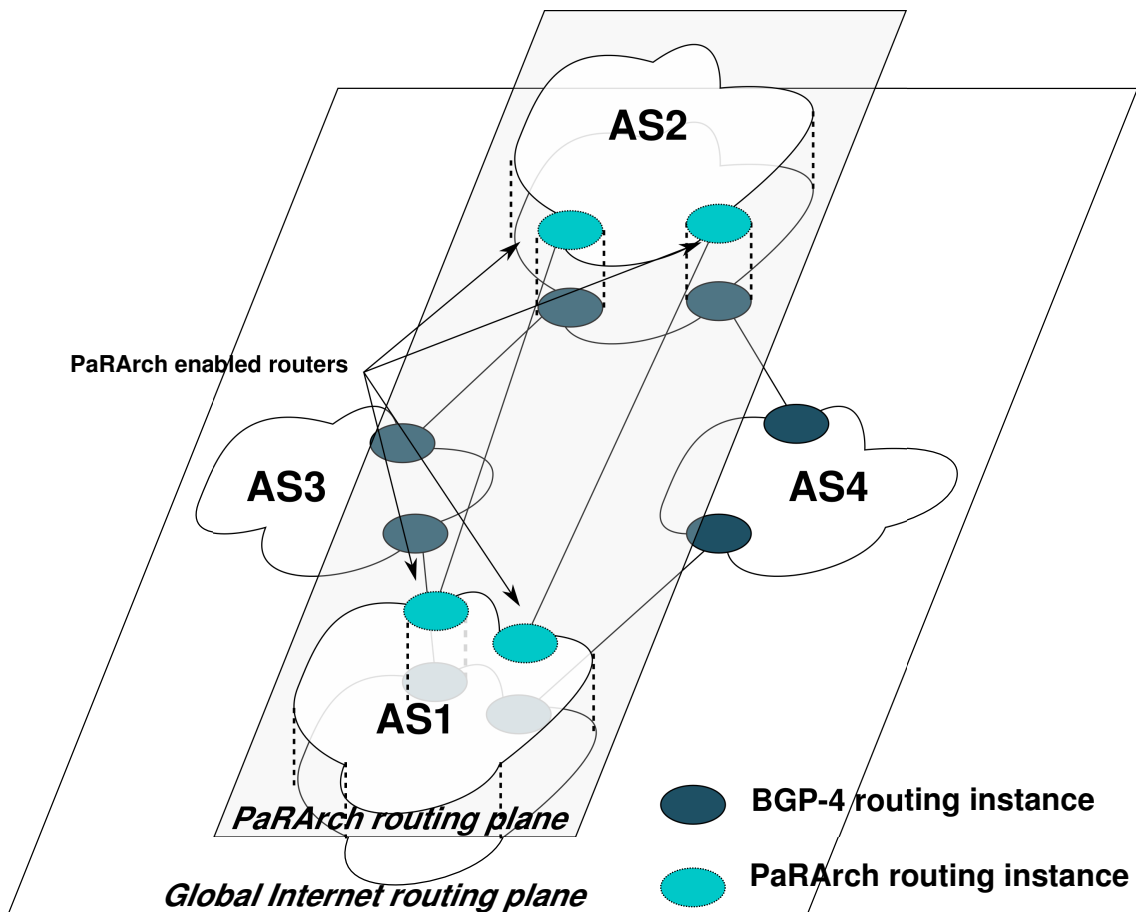 AS2
PaRArch enabled routers
AS3
AS4
AS1
BGP-4 routing instance
PaRArch routing plane
PaRArch routing instance
Global Internet routing plane